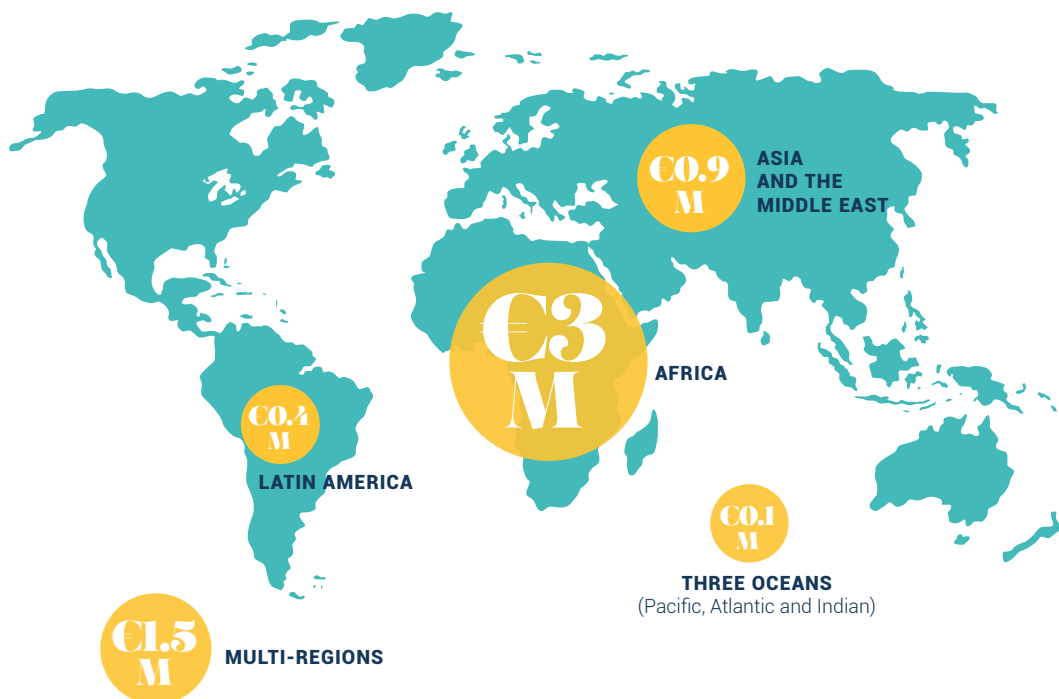 €0.9
M
ASIA
AND THE
MIDDLE EAST
€3
M
AFRICA
€0.4
M
LATIN AMERICA
€0.1
M
THREE OCEANS
(Pacific, Atlantic and Indian)
€1.5
M
MULTI-REGIONS